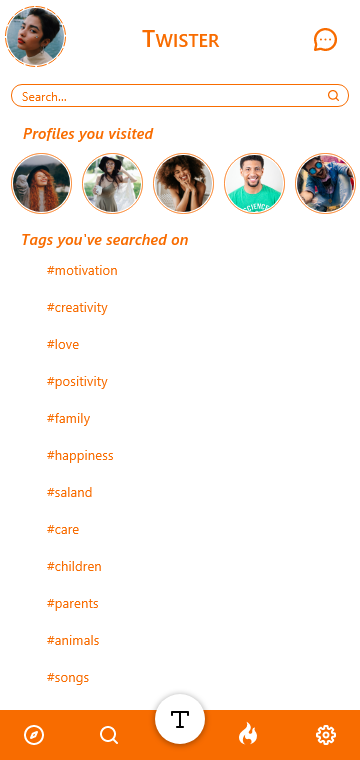 Twister
Search...
Profiles you visited
SCIENCE
Tags you've searched on
#motivation
#creativity
#love
#positivity
#family
#happiness
#saland
#care
#children
#parents
#animals
#songs
T